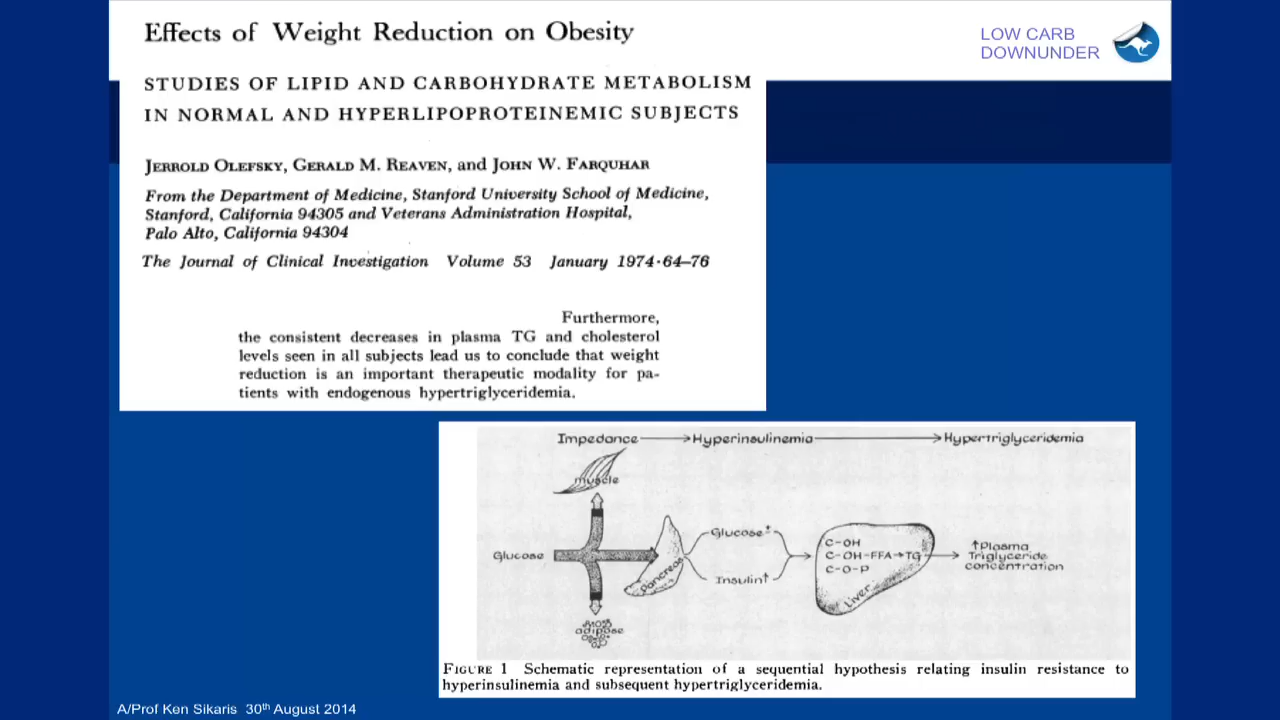 Effects of Weight Reduction on Obesity
LOW CARB
DOWNUNDER
STUDIES OF LIPID AND CARBOHYDRATE METABOLISM
IN NORMAL AND HYPERLIPOPROTEINEMIC SUBJECTS
JERROLD OLEFSKY, GERALD M. REAVEN, and JOHN W. FARQUHAR
From the Department of Medicine, Stanford University School of Medicine,
Stanford, California 94305 and Veterans Administration Hospital,
Palo Alto, California 94304
The Journal of Clinical Investigation Volume 53 January 1974·64–76
Furthermore,
the consistent decreases in plasma TG and cholesterol
levels seen in all subjects lead us to conclude that weight
reduction is an important therapeutic modality for pa-
tients with endogenous hypertriglyceridemia.
Impedance → Hyperinsulinemia → Hypertriglyceridemia
muscle
Glucose
Pancreas
Glucose±
Insulin↑
C-OH
C-OH-FFA→TG
C-O-P
Liver
↑Plasma
Triglyceride
concentration
adipose
FIGURE 1 Schematic representation of a sequential hypothesis relating insulin resistance to
hyperinsulinemia and subsequent hypertriglyceridemia.
A/Prof Ken Sikaris 30th August 2014